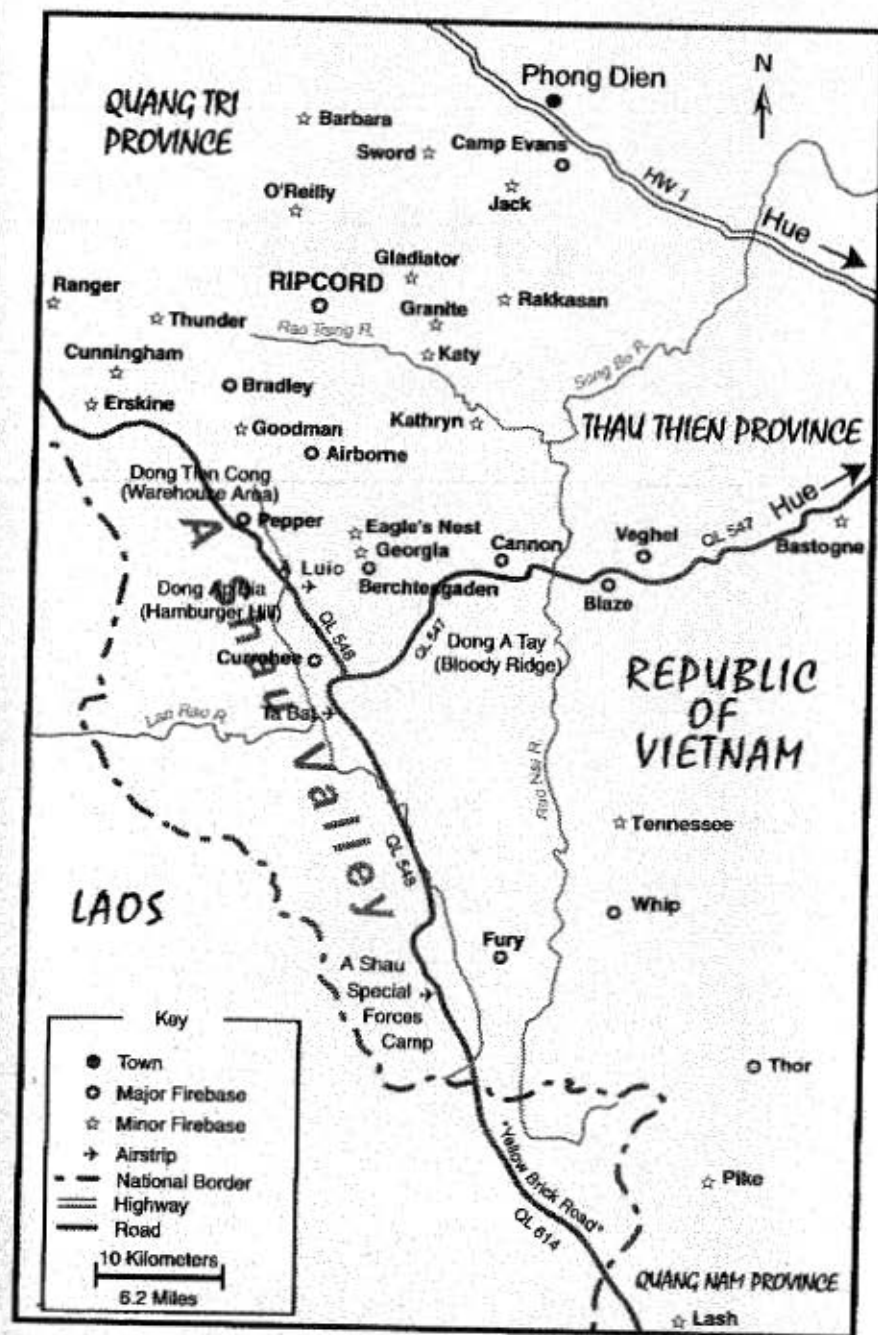 QUANG TRI
PROVINCE
Phong Dien
N
Barbara
Sword
Camp Evans
Jack
HW 1
Hue
O'Reilly
Gladiator
RIPCORD
Ranger
Thunder
Granite
Rakkasan
Rao Trang R.
Katy
Song Bo R.
Cunningham
Bradley
Erskine
Goodman
Kathryn
THAU THIEN PROVINCE
Airborne
Dong Tien Cong
(Warehouse Area)
Hue
Pepper
Eagle's Nest
Georgia
Cannon
Veghel
QL 547
Bastogne
A Luio
Berchtesgaden
Blaze
Dong Ap Bia
(Hamburger Hill)
QL 548
QL 547
Dong A Tay
(Bloody Ridge)
Currahee
A Shau Valley
Lao Rao R.
Ta Bat
REPUBLIC
OF
VIETNAM
Rao Nai R.
Tennessee
QL 548
LAOS
Whip
Fury
A Shau
Special
Forces
Camp
Thor
"Yellow Brick Road"
QL 614
Pike
QUANG NAM PROVINCE
Lash
Key
Town
Major Firebase
Minor Firebase
Airstrip
National Border
Highway
Road
10 Kilometers
6.2 Miles